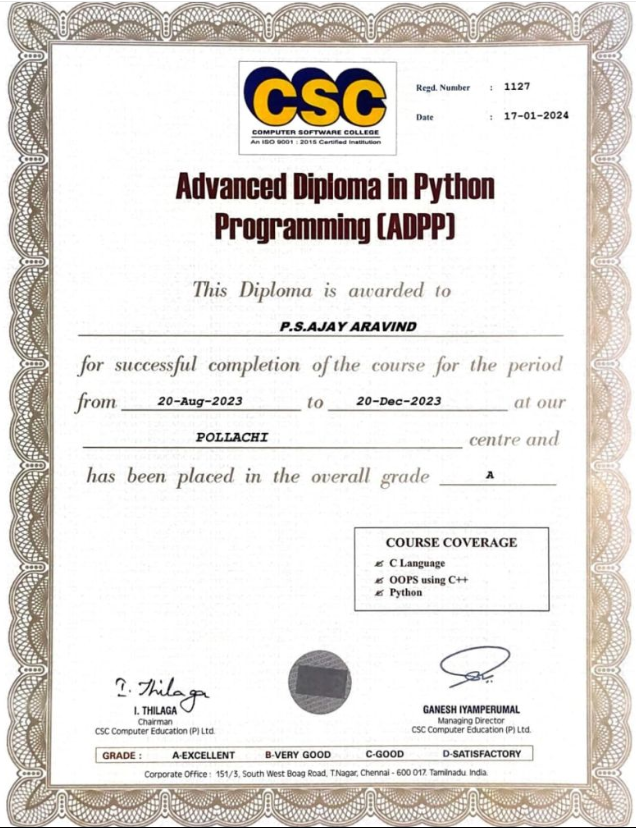 CSC
COMPUTER SOFTWARE COLLEGE
An ISO 9001 : 2015 Certified Institution
Regd. Number : 1127
Date : 17-01-2024
Advanced Diploma in Python
Programming (ADPP)
This Diploma is awarded to
P.S.AJAY ARAVIND
for successful completion of the course for the period
from 20-Aug-2023 to 20-Dec-2023 at our
POLLACHI centre and
has been placed in the overall grade A
COURSE COVERAGE
C Language
OOPS using C++
Python
I. Thilaga
I. THILAGA
Chairman
CSC Computer Education (P) Ltd.
GANESH IYAMPERUMAL
Managing Director
CSC Computer Education (P) Ltd.
GRADE : A-EXCELLENT B-VERY GOOD C-GOOD D-SATISFACTORY
Corporate Office : 151/3, South West Boag Road, T.Nagar, Chennai - 600 017. Tamilnadu. India.